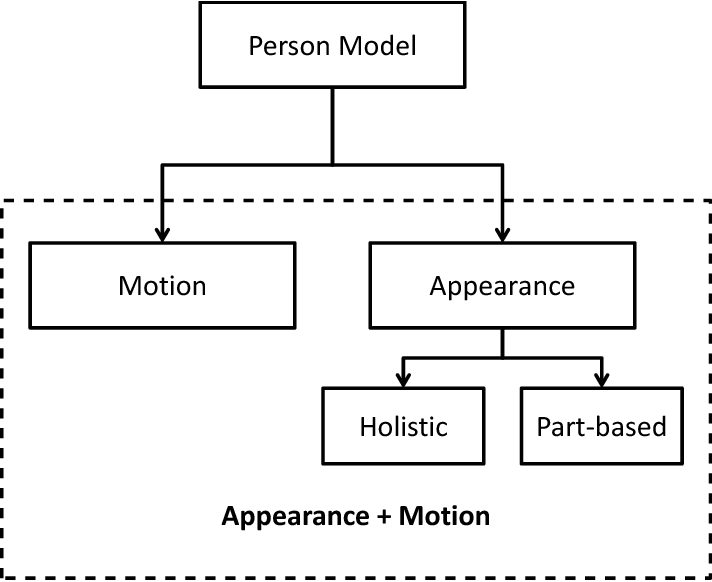 Person Model
Motion
Appearance
Holistic
Part-based
Appearance + Motion